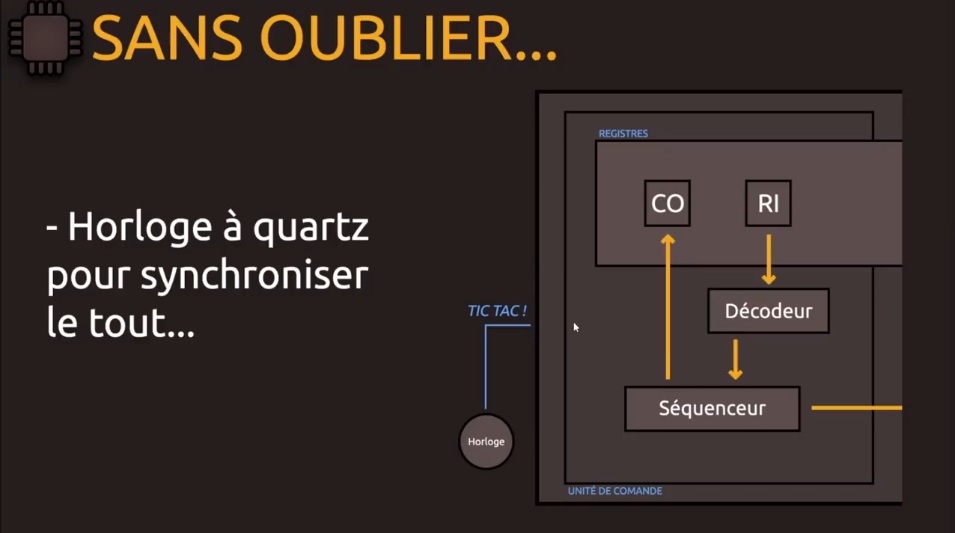 SANS OUBLIER...
- Horloge à quartz
pour synchroniser
le tout...
TIC TAC !
Horloge
REGISTRES
CO
RI
Décodeur
Séquenceur
UNITÉ DE COMANDE